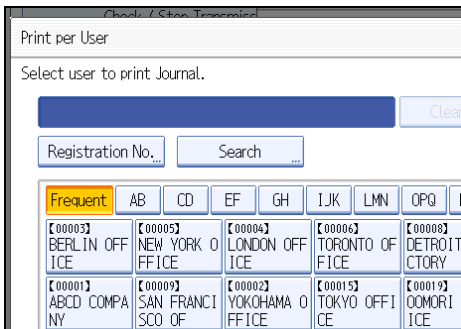 Check / Stop Transmiss
Print per User
Select user to print Journal.
Clear
Registration No.
Search
Frequent AB CD EF GH IJK LMN OPQ
[00003] [00005] [00004] [00006] [00008]
BERLIN OFF NEW YORK O LONDON OFF TORONTO OF DETROIT
ICE FFICE ICE FFICE CTORY
[00001] [00009] [00002] [00015] [00019]
ABCD COMPA SAN FRANCI YOKOHAMA O TOKYO OFFI OOMORI
NY SCO OF FFICE CE ICE